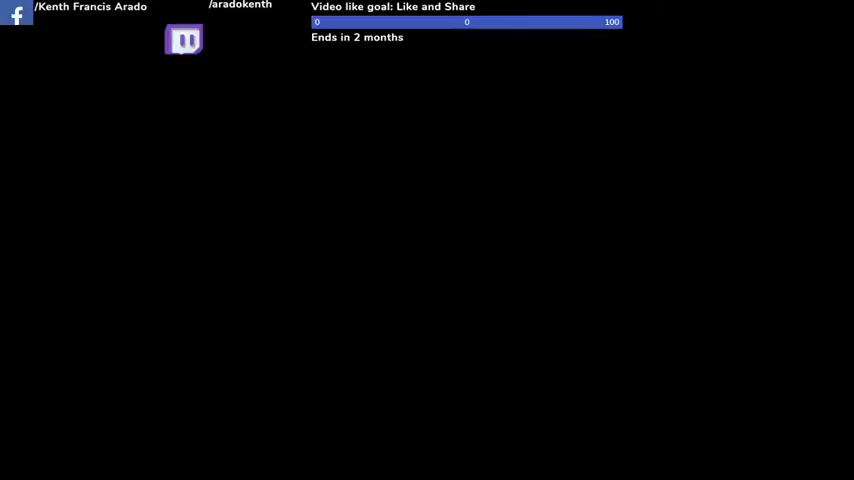 /Kenth Francis Arado
/aradokenth
Video like goal: Like and Share
0 0 100
Ends in 2 months